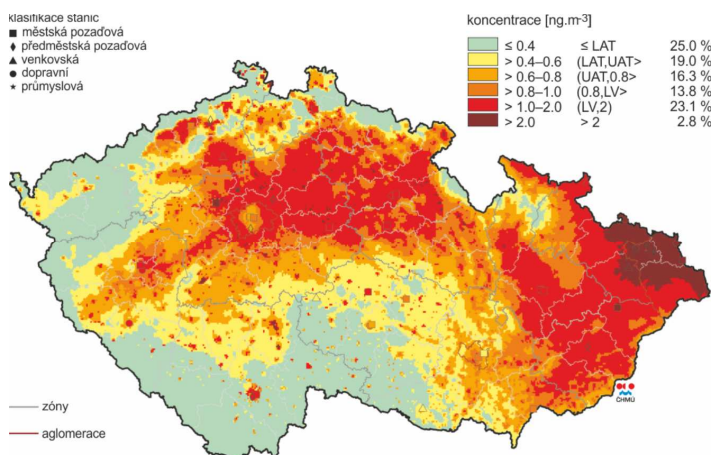 klasifikace stanic
městská pozaďová
předměstská pozaďová
venkovská
dopravní
průmyslová
koncentrace [ng.m-3]
≤ 0.4 ≤ LAT 25.0 %
> 0.4–0.6 (LAT,UAT> 19.0 %
> 0.6–0.8 (UAT,0.8> 16.3 %
> 0.8–1.0 (0.8,LV> 13.8 %
> 1.0–2.0 (LV,2) 23.1 %
> 2.0 > 2 2.8 %
ČHMÚ
zóny
aglomerace